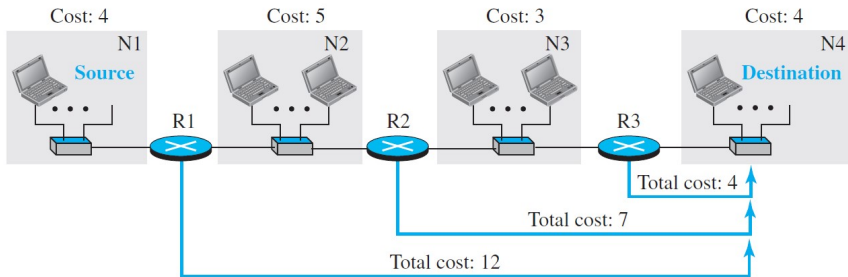 Cost: 4 Cost: 5 Cost: 3 Cost: 4
N1 N2 N3 N4
Source Destination
R1 R2 R3
Total cost: 4
Total cost: 7
Total cost: 12